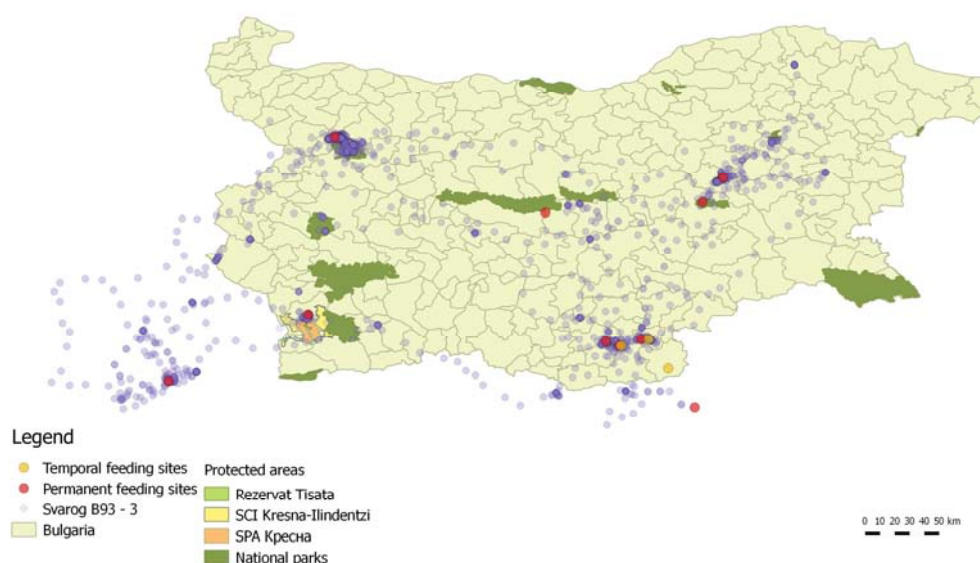 Legend
Temporal feeding sites
Permanent feeding sites
Svarog B93 - 3
Bulgaria
Protected areas
Rezervat Tisata
SCI Kresna-Ilindentzi
SPA Кресна
National parks
0 10 20 30 40 50 km